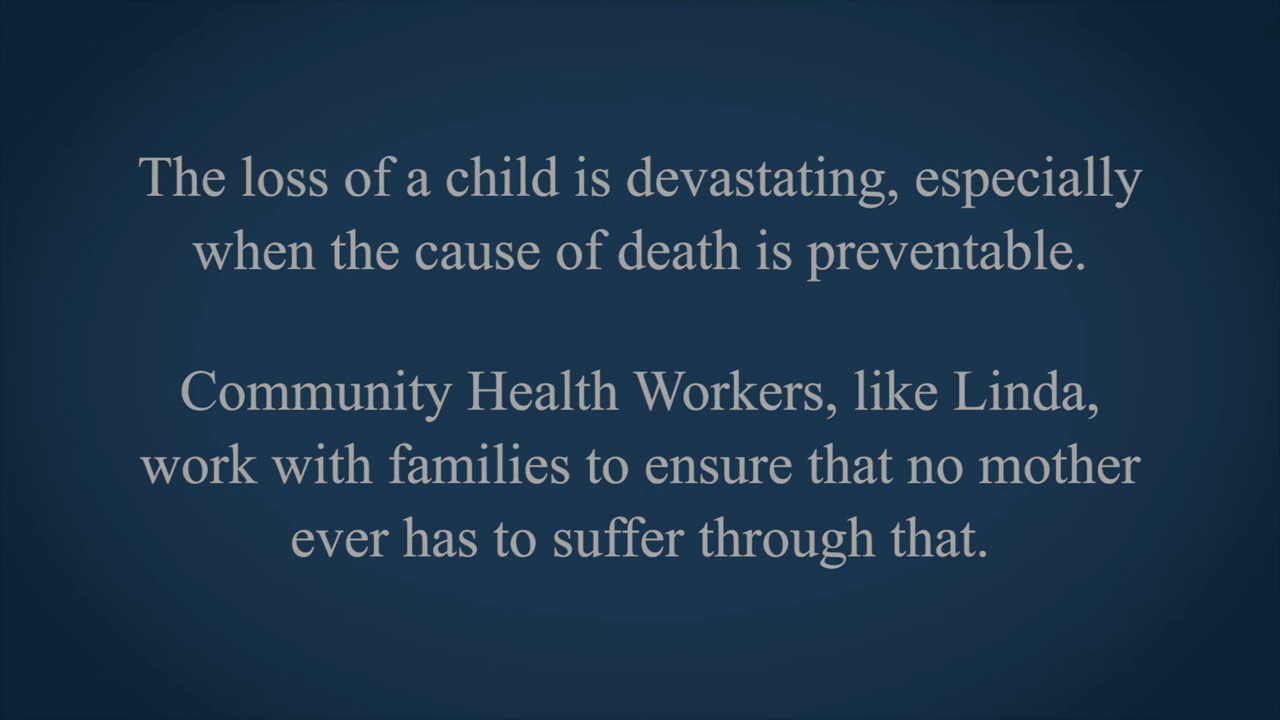 The loss of a child is devastating, especially
when the cause of death is preventable.
Community Health Workers, like Linda,
work with families to ensure that no mother
ever has to suffer through that.